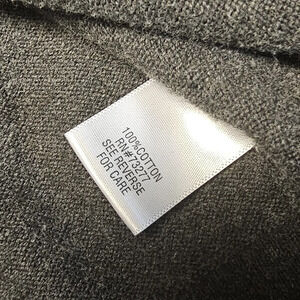 100%COTTON
RN#73277
SEE REVERSE
FOR CARE